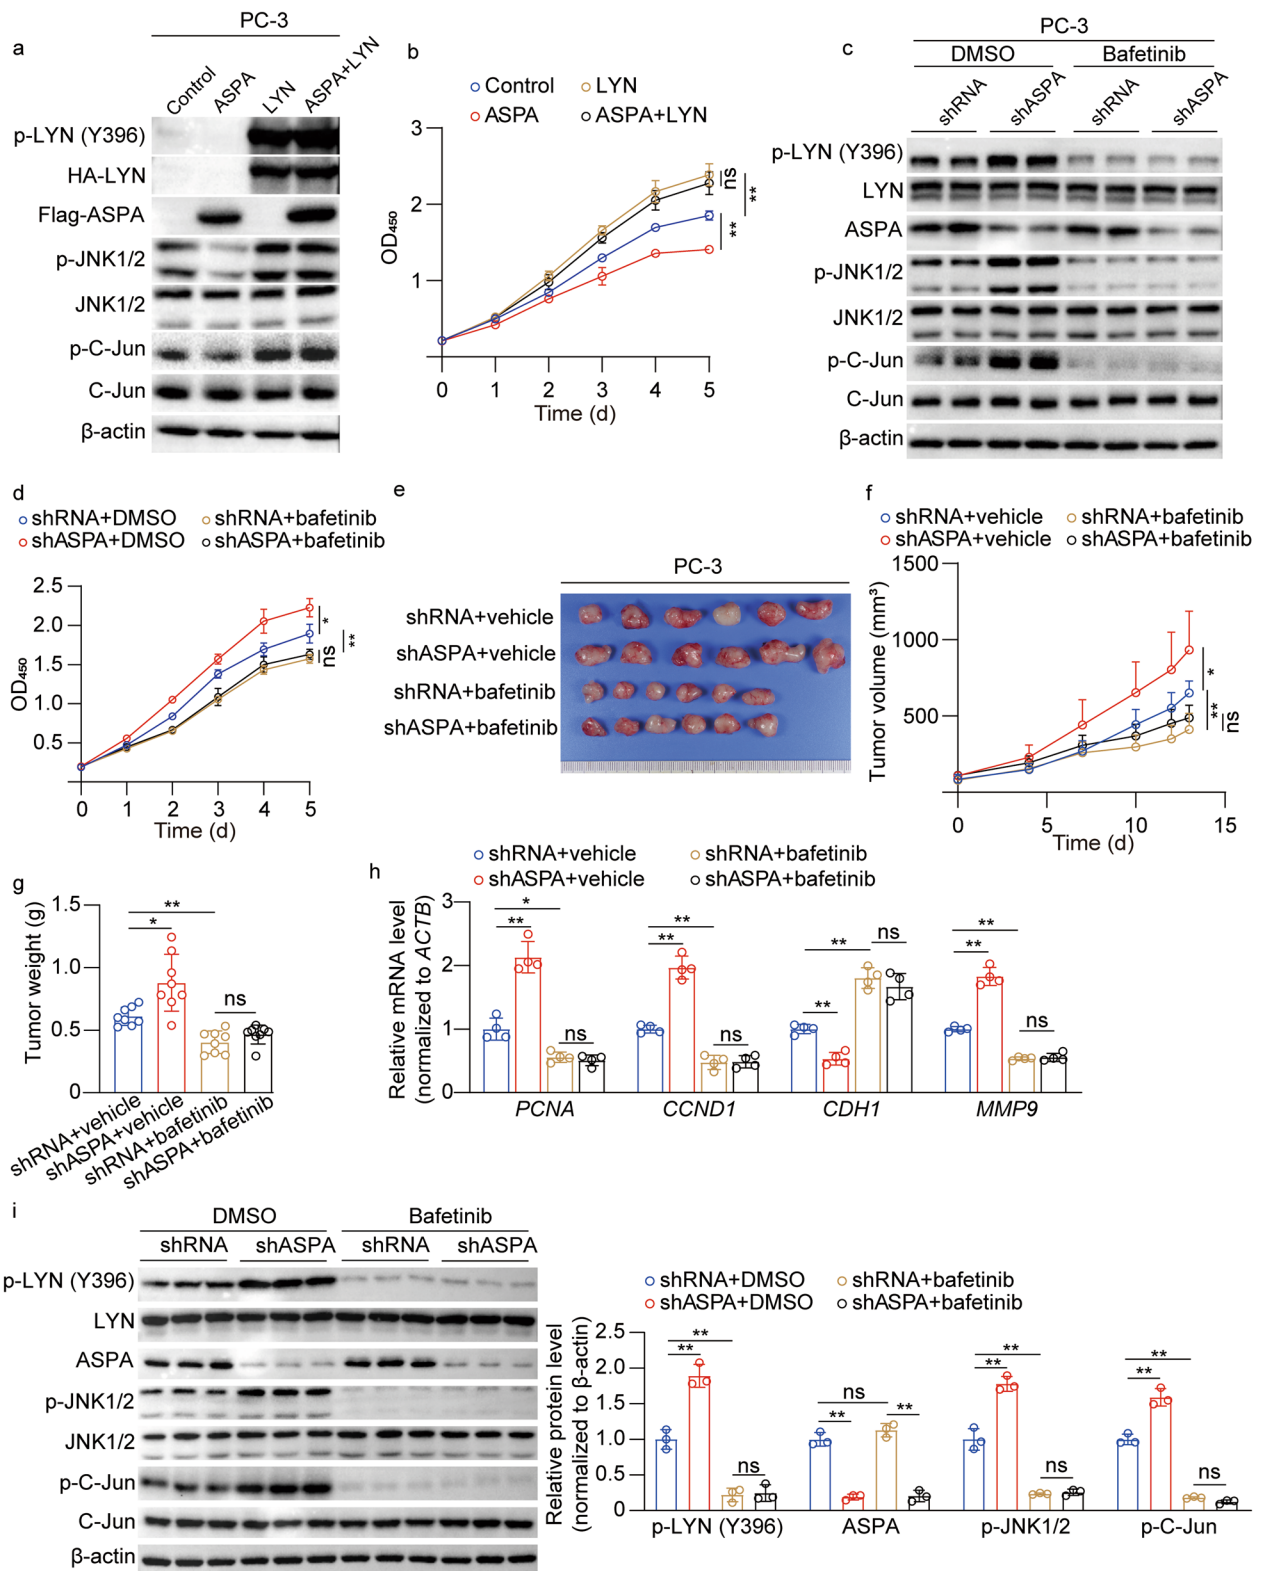 a
PC-3
Control
ASPA
LYN
ASPA+LYN
p-LYN (Y396)
HA-LYN
Flag-ASPA
p-JNK1/2
JNK1/2
p-C-Jun
C-Jun
β-actin
b
Control
LYN
ASPA
ASPA+LYN
3
2
1
OD450
ns
**
**
0 1 2 3 4 5
Time (d)
c
PC-3
DMSO Bafetinib
shRNA shASPA shRNA shASPA
p-LYN (Y396)
LYN
ASPA
p-JNK1/2
JNK1/2
p-C-Jun
C-Jun
β-actin
d
shRNA+DMSO shRNA+bafetinib
shASPA+DMSO shASPA+bafetinib
2.5
2.0
1.5
1.0
0.5
OD450
*
**
ns
0 1 2 3 4 5
Time (d)
e
PC-3
shRNA+vehicle
shASPA+vehicle
shRNA+bafetinib
shASPA+bafetinib
f
shRNA+vehicle shRNA+bafetinib
shASPA+vehicle shASPA+bafetinib
1500
1000
500
Tumor volume (mm³)
*
**
ns
0 5 10 15
Time (d)
g
Tumor weight (g)
1.5
1.0
0.5
0
**
*
ns
shRNA+vehicle
shASPA+vehicle
shRNA+bafetinib
shASPA+bafetinib
h
shRNA+vehicle shRNA+bafetinib
shASPA+vehicle shASPA+bafetinib
Relative mRNA level
(normalized to ACTB)
3
2
1
0
*
**
ns
**
**
ns
**
ns
**
**
**
ns
PCNA CCND1 CDH1 MMP9
i
DMSO Bafetinib
shRNA shASPA shRNA shASPA
p-LYN (Y396)
LYN
ASPA
p-JNK1/2
JNK1/2
p-C-Jun
C-Jun
β-actin
shRNA+DMSO shRNA+bafetinib
shASPA+DMSO shASPA+bafetinib
Relative protein level
(normalized to β-actin)
2.5
2.0
1.5
1.0
0.5
0
**
**
ns
ns
**
**
**
**
ns
**
**
ns
p-LYN (Y396) ASPA p-JNK1/2 p-C-Jun